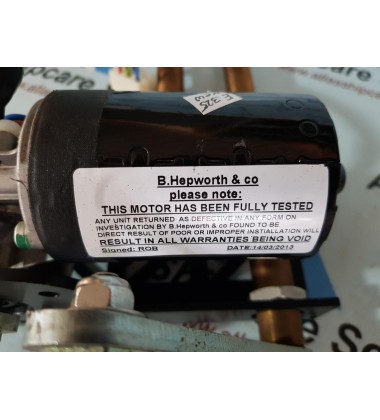 B.Hepworth & co
please note:
THIS MOTOR HAS BEEN FULLY TESTED
ANY UNIT RETURNED AS DEFECTIVE IN ANY FORM ON
INVESTIGATION BY B.Hepworth & co FOUND TO BE
DIRECT RESULT OF POOR OR IMPROPER INSTALLATION WILL
RESULT IN ALL WARRANTIES BEING VOID
Signed: ROB DATE:14/03/2013